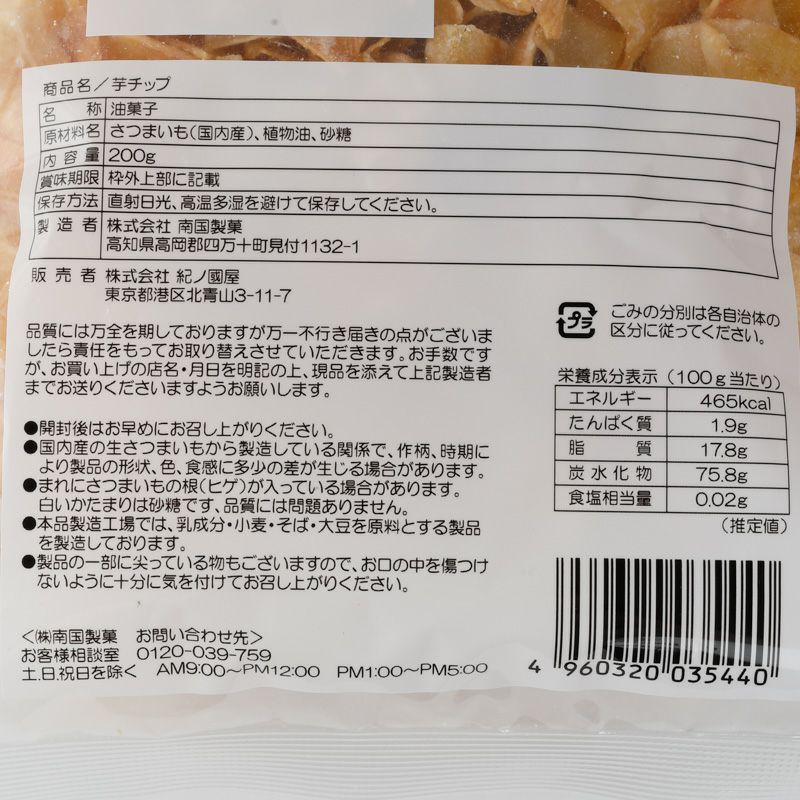 商品名/芋チップ
名 称 油菓子
原材料名 さつまいも(国内産)、植物油、砂糖
内容量 200g
賞味期限 枠外上部に記載
保存方法 直射日光、高温多湿を避けて保存してください。
製造者 株式会社 南国製菓
高知県高岡郡四万十町見付1132-1
販売者 株式会社 紀ノ國屋
東京都港区北青山3-11-7
プラ
ごみの分別は各自治体の
区分に従ってください。
品質には万全を期しておりますが万一不行き届きの点がございま
したら責任をもってお取り替えさせていただきます。お手数です
が、お買い上げの店名・月日を明記の上、現品を添えて上記製造者
までお送りくださいますようお願いします。
栄養成分表示(100g当たり)
エネルギー 465kcal
たんぱく質 1.9g
脂 質 17.8g
炭水化物 75.8g
食塩相当量 0.02g
(推定値)
●開封後はお早めにお召し上がりください。
●国内産の生さつまいもから製造している関係で、作柄、時期に
より製品の形状、色、食感に多少の差が生じる場合があります。
●まれにさつまいもの根(ヒゲ)が入っている場合があります。
白いかたまりは砂糖です、品質には問題ありません。
●本品製造工場では、乳成分・小麦・そば・大豆を原料とする製品
を製造しております。
●製品の一部に尖っている物もございますので、お口の中を傷つけ
ないように十分に気を付けてお召し上がりください。
<㈱南国製菓 お問い合わせ先>
お客様相談室 0120-039-759
土.日.祝日を除く AM9:00〜PM12:00 PM1:00〜PM5:00
4 960320 035440